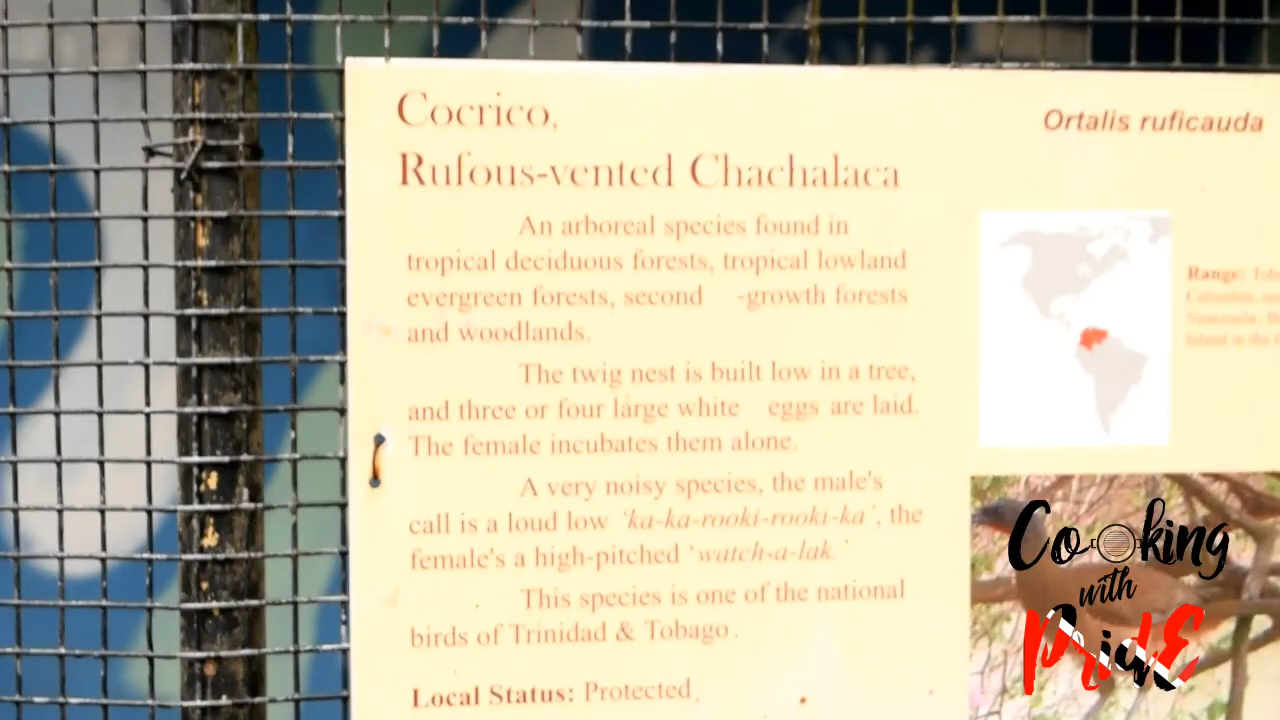 Cocrico,
Ortalis ruficauda
Rufous-vented Chachalaca
An arboreal species found in
tropical deciduous forests, tropical lowland
evergreen forests, second -growth forests
and woodlands.
The twig nest is built low in a tree,
and three or four large white eggs are laid.
The female incubates them alone.
A very noisy species, the male's
call is a loud low ‘ka-ka-rooki-rooki-ka’, the
female's a high-pitched ‘watch-a-lak.’
This species is one of the national
birds of Trinidad & Tobago.
Local Status: Protected.
Range:
Island in the
Cooking
with
PridE